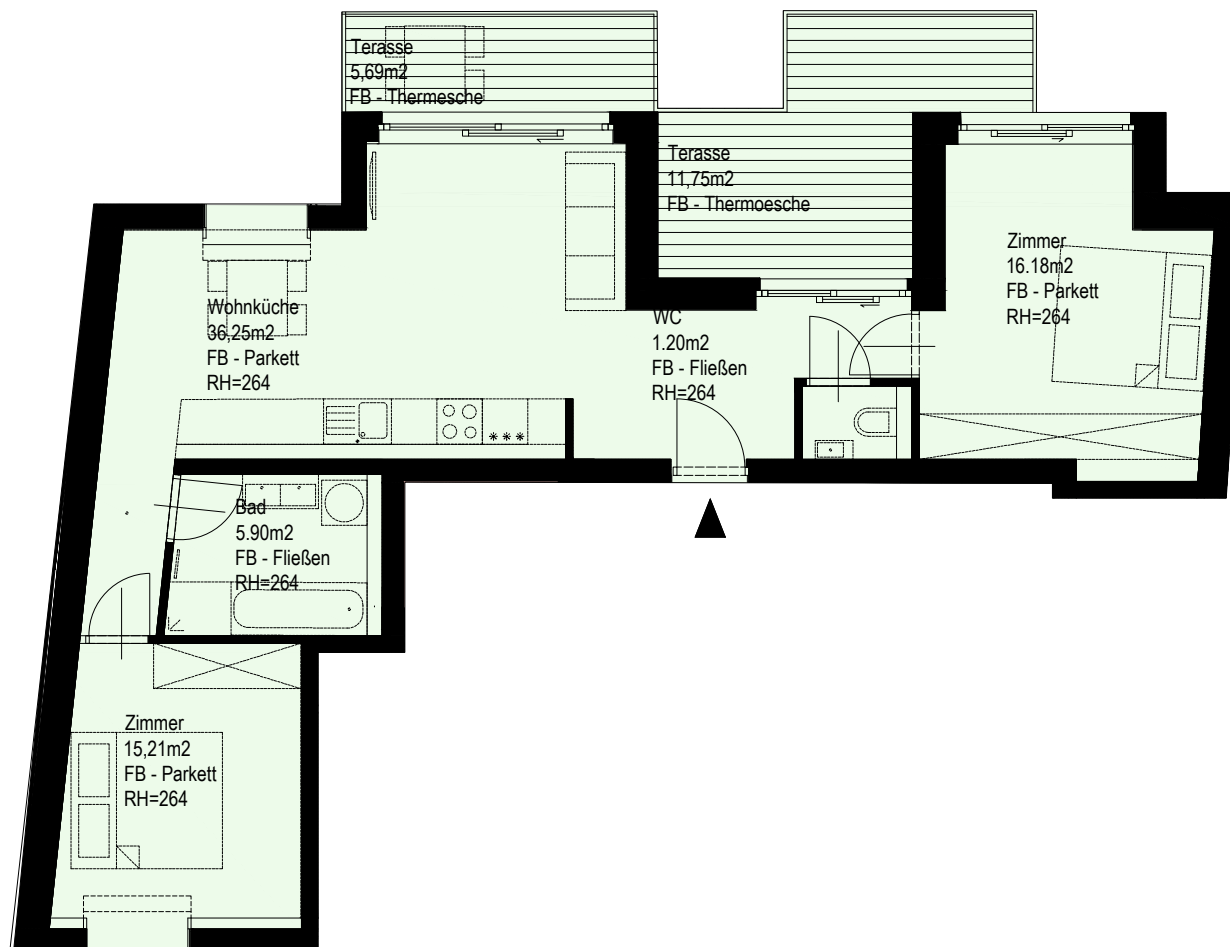 Terasse
5,69m2
FB - Thermesche
Terasse
11,75m2
FB - Thermoesche
Zimmer
16.18m2
FB - Parkett
RH=264
Wohnküche
36,25m2
FB - Parkett
RH=264
WC
1.20m2
FB - Fließen
RH=264
Bad
5.90m2
FB - Fließen
RH=264
Zimmer
15,21m2
FB - Parkett
RH=264